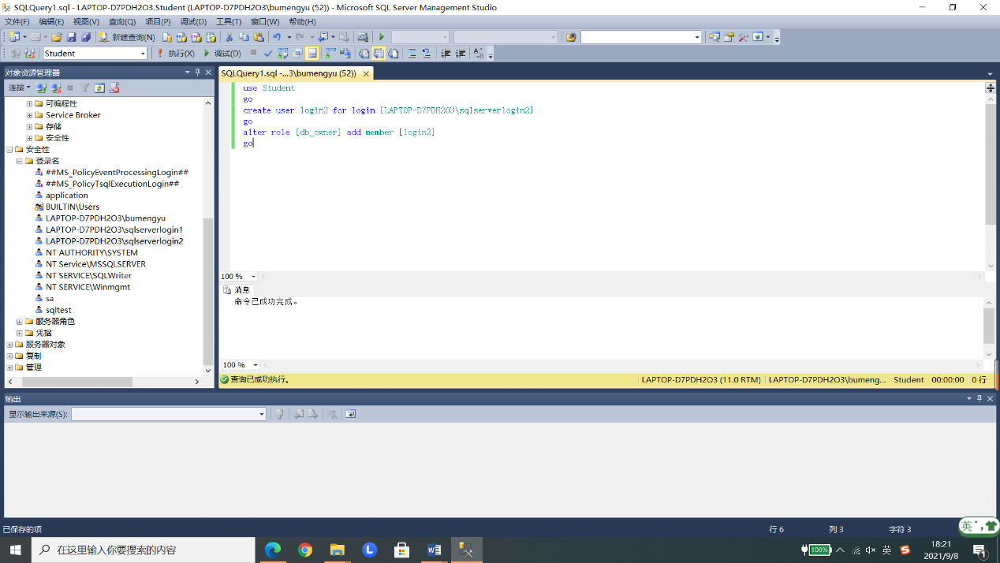 SQLQuery1.sql - LAPTOP-D7PDH2O3.Student (LAPTOP-D7PDH2O3\bumengyu (52)) - Microsoft SQL Server Management Studio
文件(F) 编辑(E) 视图(V) 查询(Q) 项目(P) 调试(D) 工具(T) 窗口(W) 帮助(H)
新建查询(N)
Student 执行(X) 调试(D)
对象资源管理器
连接
可编程性
Service Broker
存储
安全性
安全性
登录名
##MS_PolicyEventProcessingLogin##
##MS_PolicyTsqlExecutionLogin##
application
BUILTIN\Users
LAPTOP-D7PDH2O3\bumengyu
LAPTOP-D7PDH2O3\sqlserverlogin1
LAPTOP-D7PDH2O3\sqlserverlogin2
NT AUTHORITY\SYSTEM
NT Service\MSSQLSERVER
NT SERVICE\SQLWriter
NT SERVICE\Winmgmt
sa
sqltest
服务器角色
凭据
服务器对象
复制
管理
SQLQuery1.sql -...3\bumengyu (52))
use Student
go
create user login2 for login [LAPTOP-D7PDH2O3\sqlserverlogin2]
go
alter role [db_owner] add member [login2]
go
100 %
消息
命令已成功完成。
100 %
查询已成功执行。 LAPTOP-D7PDH2O3 (11.0 RTM) LAPTOP-D7PDH2O3\bumeng... Student 00:00:00 0 行
输出
显示输出来源(S):
已保存的项 行 6 列 3 字符 3
英
在这里输入你要搜索的内容
100% 英 18:21
2021/9/8
1